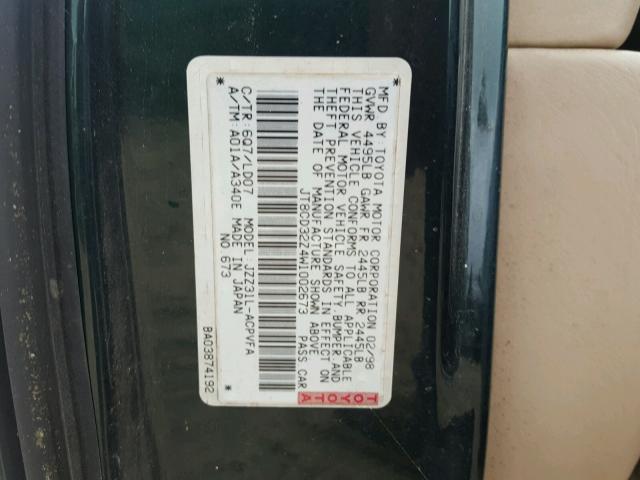 MFD BY: TOYOTA MOTOR CORPORATION 02/98
GVWR 4495LB GAWR FR 2445LB RR 2445LB
THIS VEHICLE CONFORMS TO ALL APPLICABLE
FEDERAL MOTOR VEHICLE SAFETY, BUMPER AND
THEFT PREVENTION STANDARDS IN EFFECT ON
THE DATE OF MANUFACTURE SHOWN ABOVE.
JT8CD32Z4W1002673 PASS CAR
TOYOTA
* *
C/TR: 6Q7/LD07 MODEL JZZ31L-ACPVFA
A/TM: A01A/A340E MADE IN JAPAN
NO 673
BA03874192